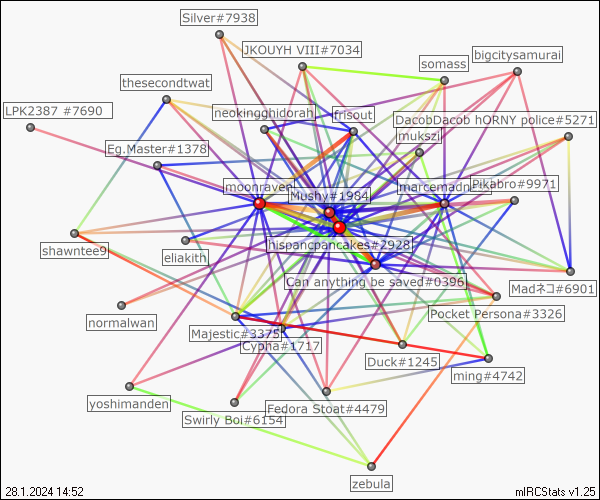 Silver#7938
JKOUYH VIII#7034
bigcitysamurai
somass
thesecondtwat
LPK2387 #7690
neokingghidorah
frisout
DacobDacob hORNY police#5271
mukszi
Eg.Master#1378
moonraven
Mushy#1984
Pikabro#9971
hispancpancakes#2928
shawntee9
eliakith
Can anything be saved#0396
Madネコ#6901
normalwan
Pocket Persona#3326
Majestic#3375
Cypha#1717
Duck#1245
ming#4742
yoshimanden
Fedora Stoat#4479
Swirly Boi#6154
zebula
28.1.2024 14:52
mIRCStats v1.25